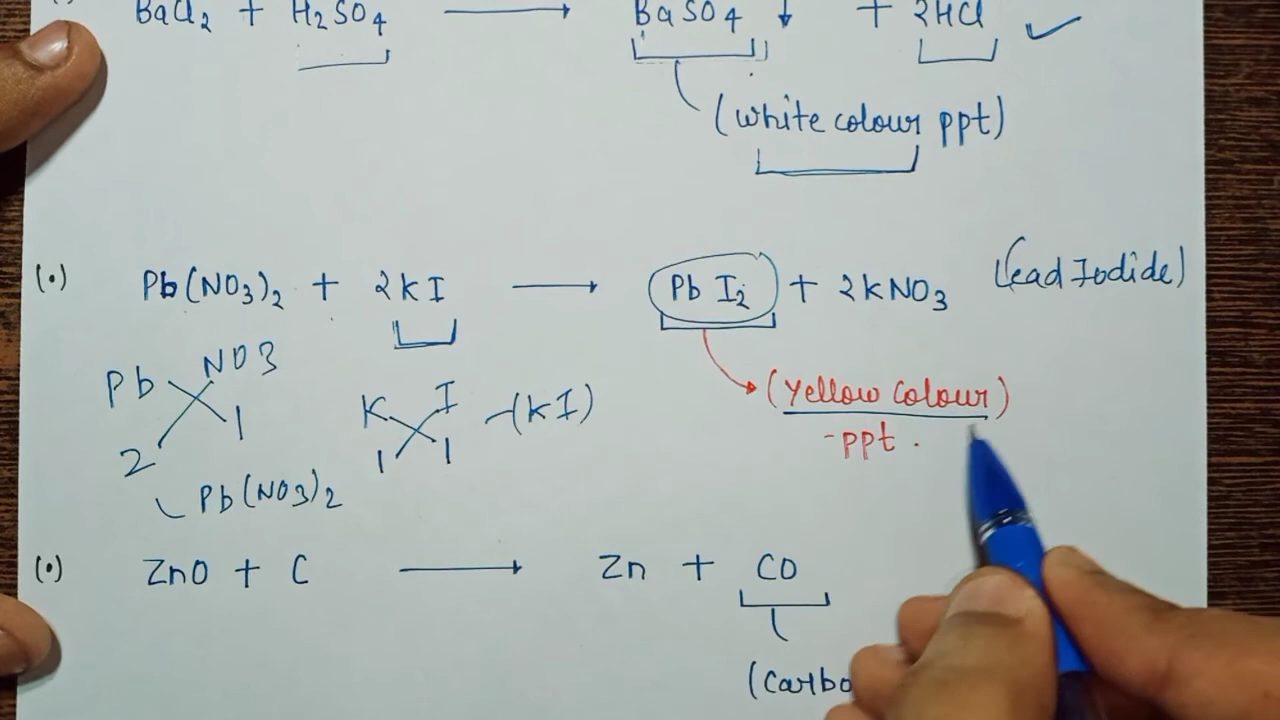 BaCl2 + H2SO4 → BaSO4 ↓ + 2HCl ✓
(white colour ppt)
(•) Pb(NO3)2 + 2KI → PbI2 + 2KNO3 (lead Iodide)
Pb NO3
2 1
Pb(NO3)2
K I (KI)
1 1
(Yellow Colour)
-ppt.
(•) ZnO + C → Zn + CO
(Carbo